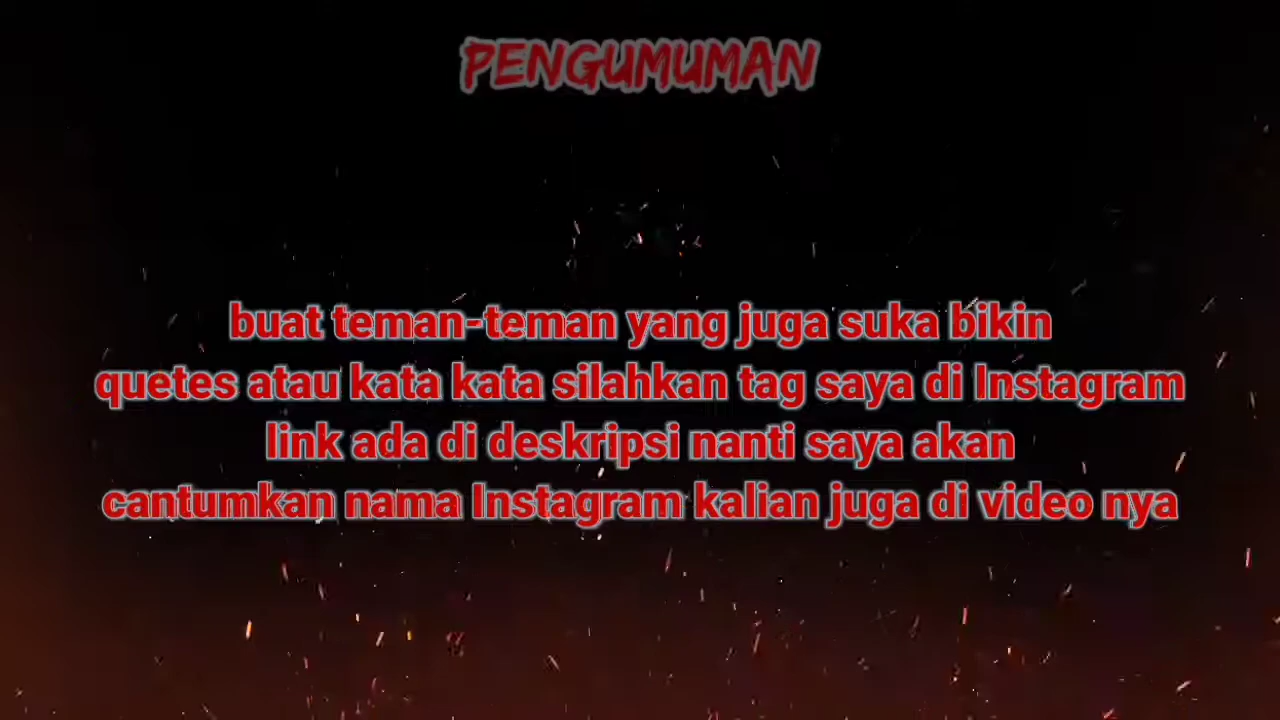 PENGUMUMAN
buat teman-teman yang juga suka bikin
quetes atau kata kata silahkan tag saya di Instagram
link ada di deskripsi nanti saya akan
cantumkan nama Instagram kalian juga di video nya